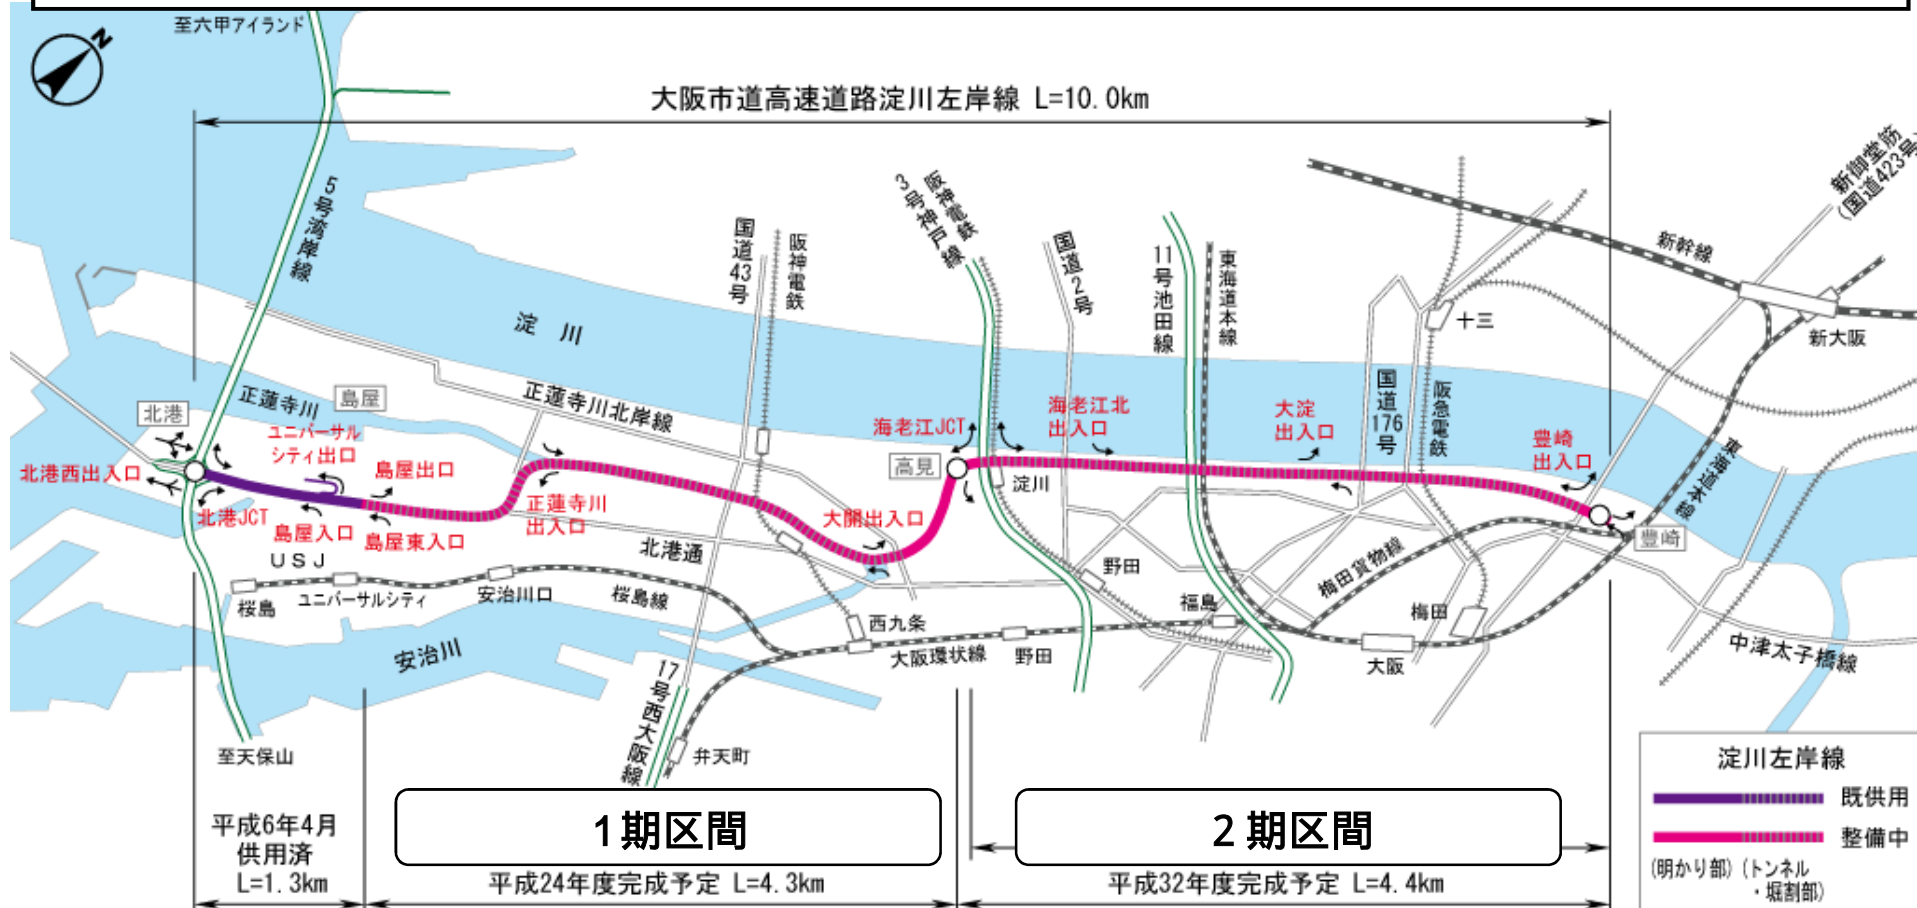 至六甲アイランド
N
大阪市道高速道路淀川左岸線 L=10.0km
新御堂筋
(国道423号)
5号湾岸線
国道43号
阪神電鉄
3号神戸線
阪神電鉄
国道2号
11号池田線
東海道本線
新幹線
十三
新大阪
淀 川
国道176号
阪急電鉄
東海道本線
北港
正蓮寺川
島屋
正蓮寺川北岸線
海老江JCT
海老江北
出入口
大淀
出入口
豊崎
出入口
ユニバーサル
シティ出口
島屋出口
高見
淀川
北港西出入口
北港JCT
島屋入口
島屋東入口
正蓮寺川
出入口
大開出入口
豊崎
USJ
北港通
野田
梅田貨物線
桜島
ユニバーサルシティ
安治川口
桜島線
西九条
福島
梅田
安治川
大阪環状線
野田
大阪
中津太子橋線
17号西大阪線
至天保山
弁天町
淀川左岸線
既供用
整備中
(明かり部)
(トンネル
・堀割部)
平成6年4月
供用済
L=1.3km
1期区間
平成24年度完成予定 L=4.3km
2期区間
平成32年度完成予定 L=4.4km